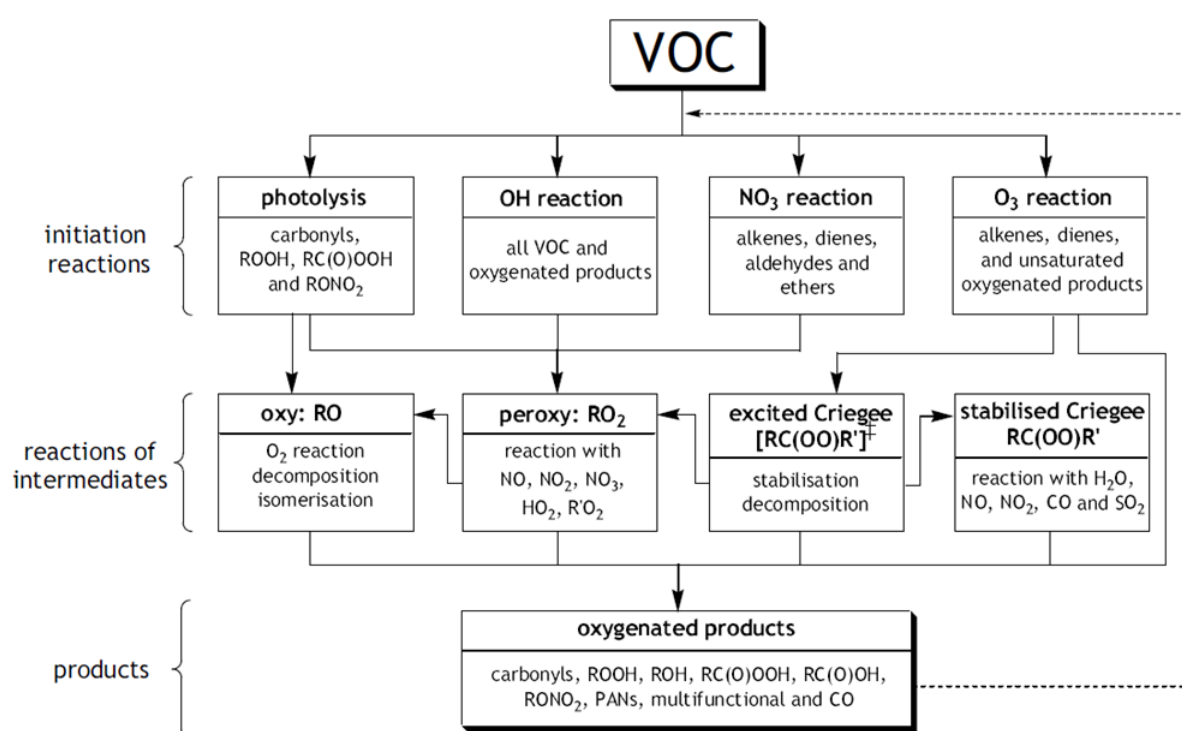 VOC
initiation
reactions
photolysis
carbonyls,
ROOH, RC(O)OOH
and RONO₂
OH reaction
all VOC and
oxygenated products
NO₃ reaction
alkenes, dienes,
aldehydes and
ethers
O₃ reaction
alkenes, dienes,
and unsaturated
oxygenated products
reactions of
intermediates
oxy: RO
O₂ reaction
decomposition
isomerisation
peroxy: RO₂
reaction with
NO, NO₂, NO₃,
HO₂, R'O₂
excited Criegee
[RC(OO)R']‡
stabilisation
decomposition
stabilised Criegee
RC(OO)R'
reaction with H₂O,
NO, NO₂, CO and SO₂
products
oxygenated products
carbonyls, ROOH, ROH, RC(O)OOH, RC(O)OH,
RONO₂, PANs, multifunctional and CO